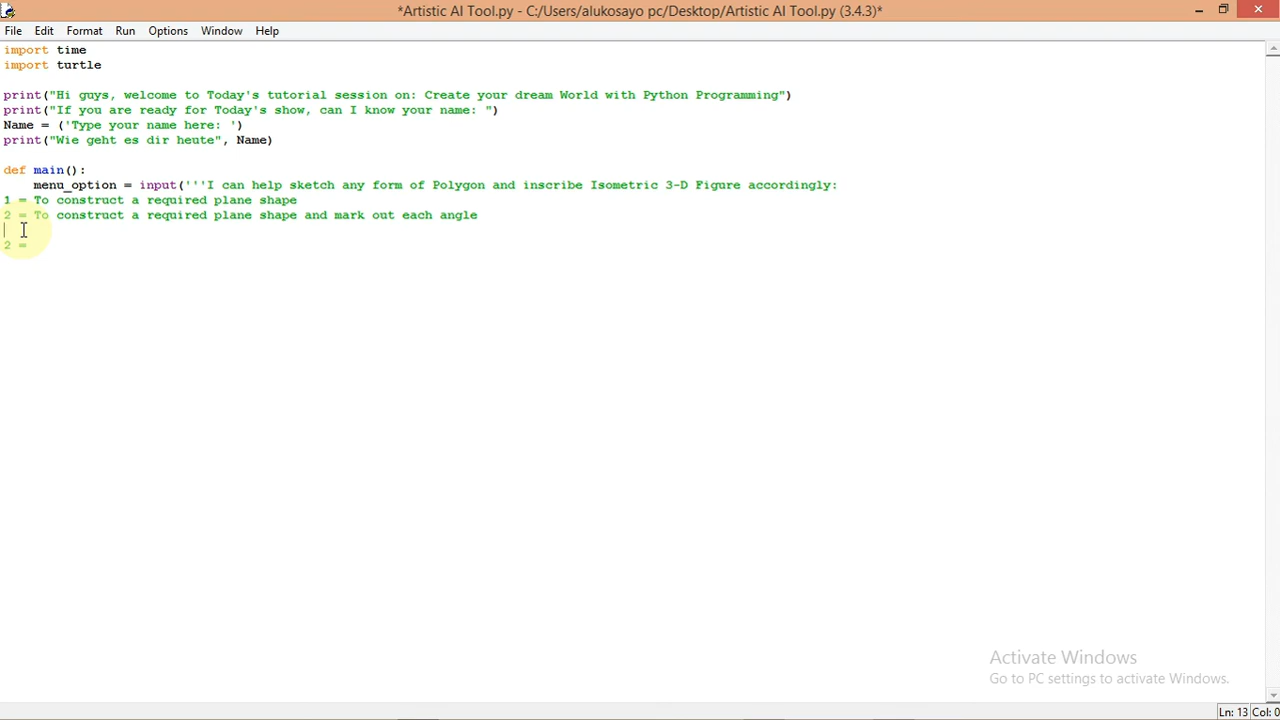 *Artistic AI Tool.py - C:/Users/alukosayo pc/Desktop/Artistic AI Tool.py (3.4.3)*
File Edit Format Run Options Window Help
import time
import turtle
print("Hi guys, welcome to Today's tutorial session on: Create your dream World with Python Programming")
print("If you are ready for Today's show, can I know your name: ")
Name = ('Type your name here: ')
print("Wie geht es dir heute", Name)
def main():
menu_option = input('''I can help sketch any form of Polygon and inscribe Isometric 3-D Figure accordingly:
1 = To construct a required plane shape
2 = To construct a required plane shape and mark out each angle
2 =
Activate Windows
Go to PC settings to activate Windows.
Ln: 13 Col: 0